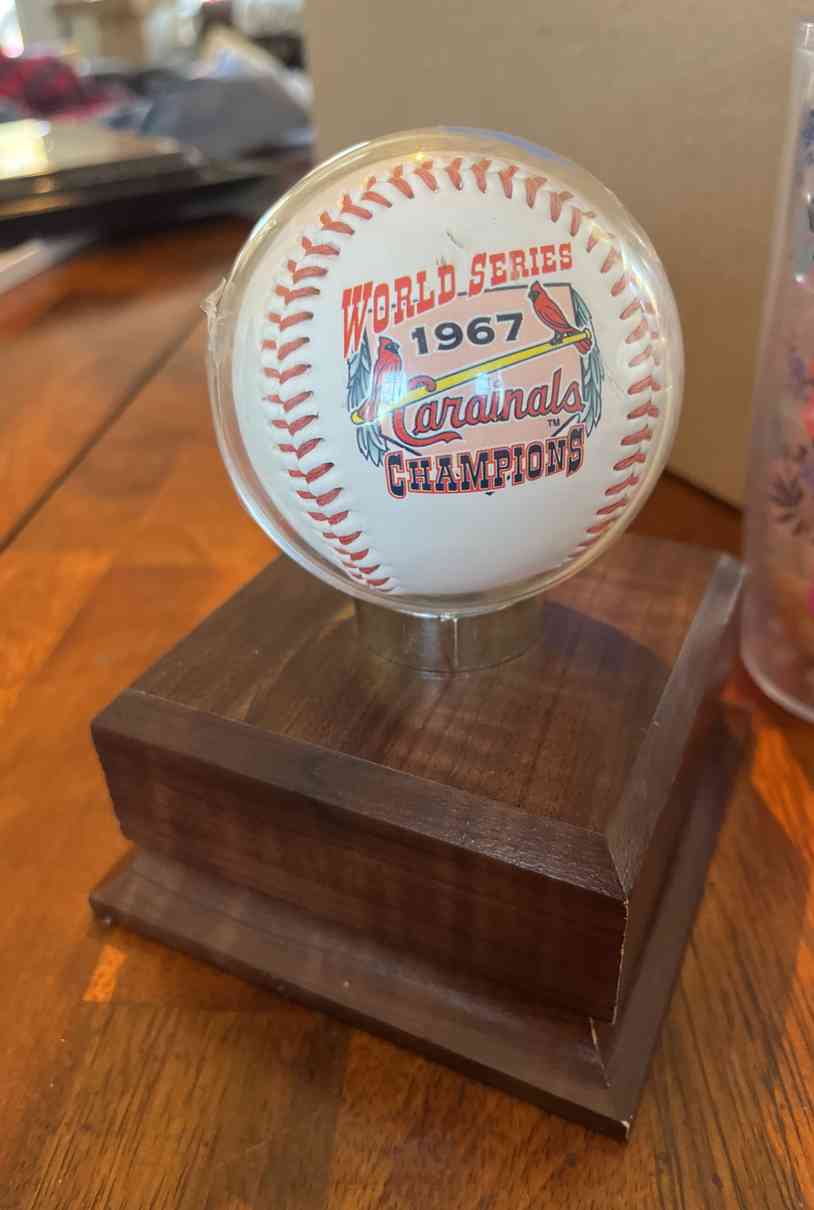 WORLD SERIES
1967
Cardinals
TM
CHAMPIONS